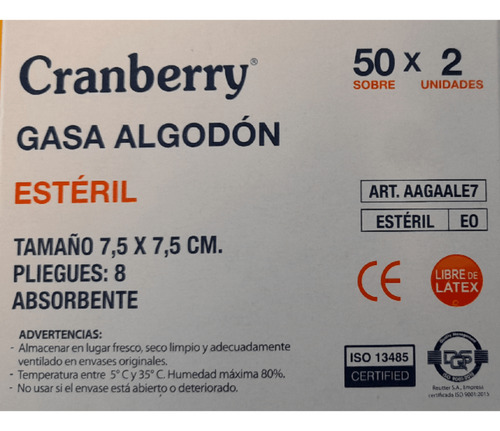 Cranberry®
50 x 2
SOBRE UNIDADES
GASA ALGODÓN
ESTÉRIL
ART. AAGAALE7
ESTÉRIL EO
TAMAÑO 7,5 X 7,5 CM.
PLIEGUES: 8
ABSORBENTE
CE
LIBRE DE
LATEX
ADVERTENCIAS:
- Almacenar en lugar fresco, seco limpio y adecuadamente
ventilado en envases originales.
- Temperatura entre 5°C y 35°C. Humedad máxima 80%.
- No usar si el envase está abierto o deteriorado.
ISO 13485
CERTIFIED
DQS
Reutter S.A., Empresa
certificada ISO 9001:2015